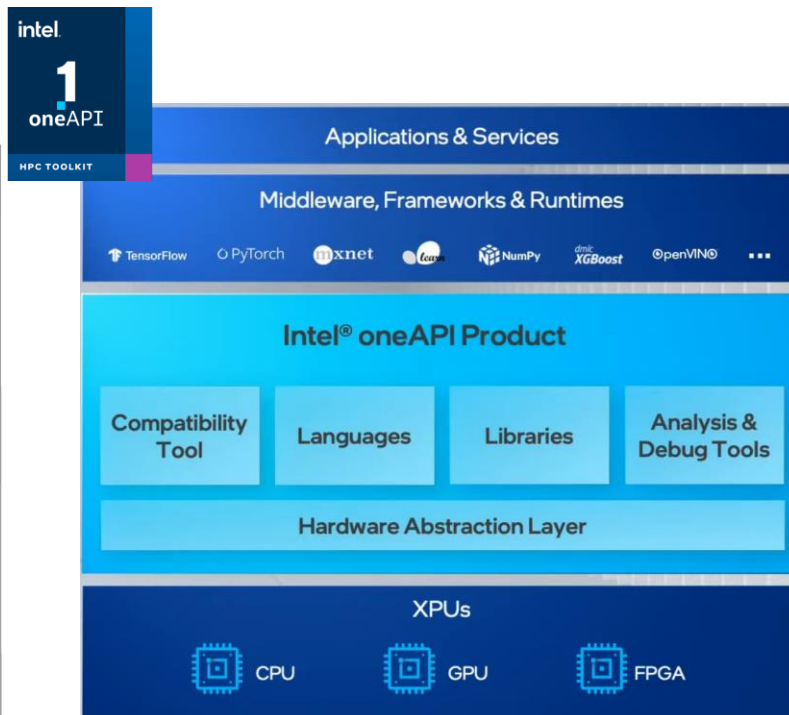 intel.
1
oneAPI
HPC TOOLKIT
Applications & Services
Middleware, Frameworks & Runtimes
TensorFlow PyTorch mxnet learn NumPy dmlc XGBoost OpenVINO ...
Intel® oneAPI Product
Compatibility Tool
Languages
Libraries
Analysis & Debug Tools
Hardware Abstraction Layer
XPUs
CPU GPU FPGA